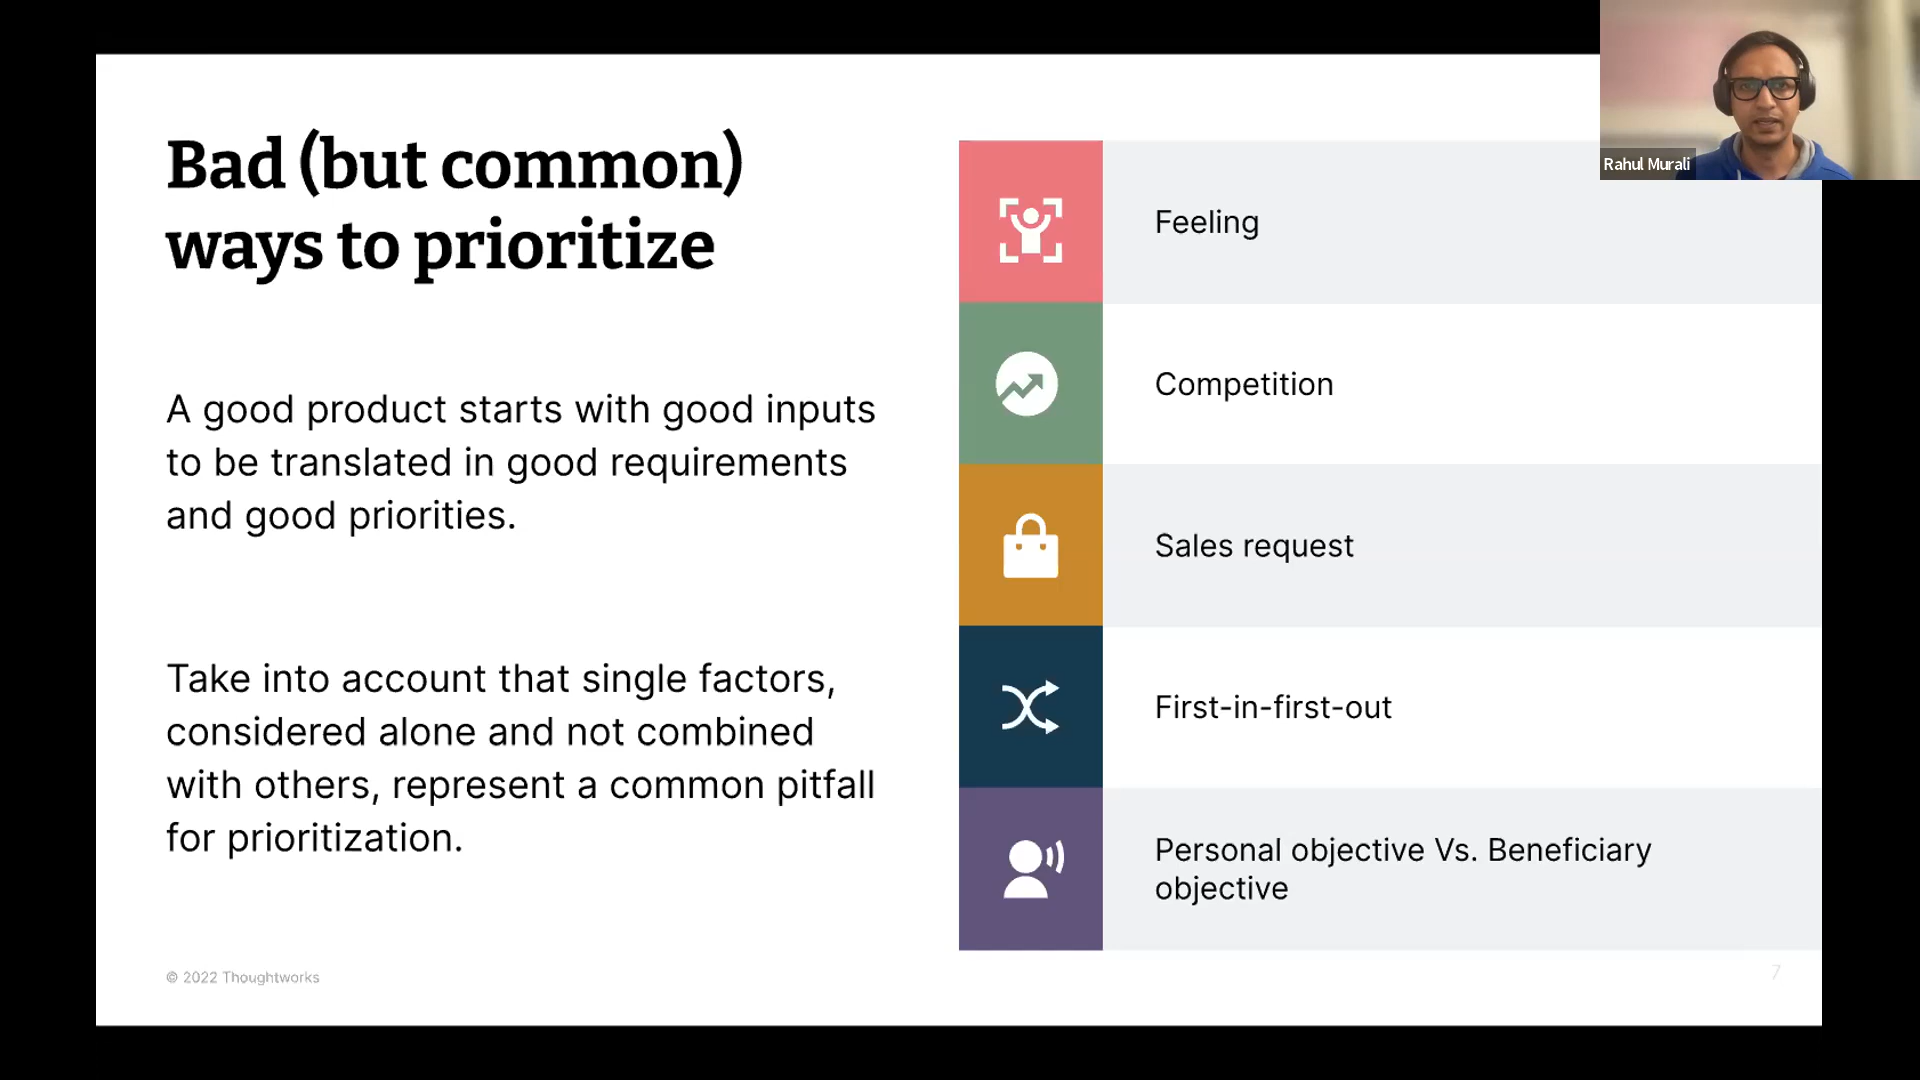 Rahul Murali
Bad (but common)
ways to prioritize
A good product starts with good inputs
to be translated in good requirements
and good priorities.
Take into account that single factors,
considered alone and not combined
with others, represent a common pitfall
for prioritization.
Feeling
Competition
Sales request
First-in-first-out
Personal objective Vs. Beneficiary
objective
© 2022 Thoughtworks
7